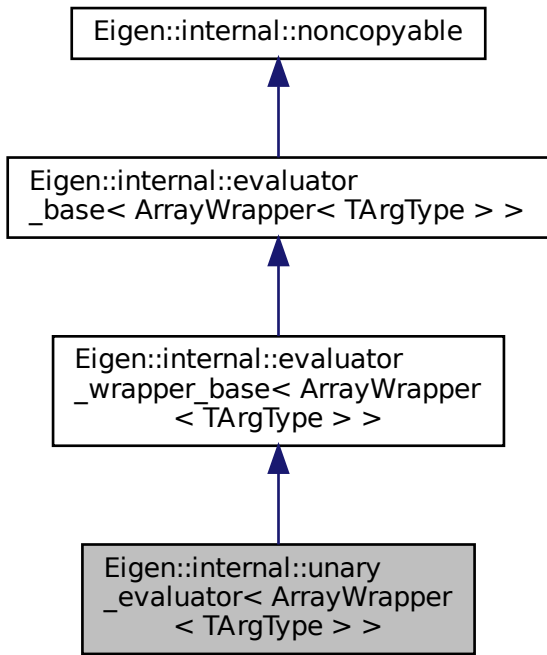 Eigen::internal::noncopyable
Eigen::internal::evaluator
_base< ArrayWrapper< TArgType > >
Eigen::internal::evaluator
_wrapper_base< ArrayWrapper
< TArgType > >
Eigen::internal::unary
_evaluator< ArrayWrapper
< TArgType > >